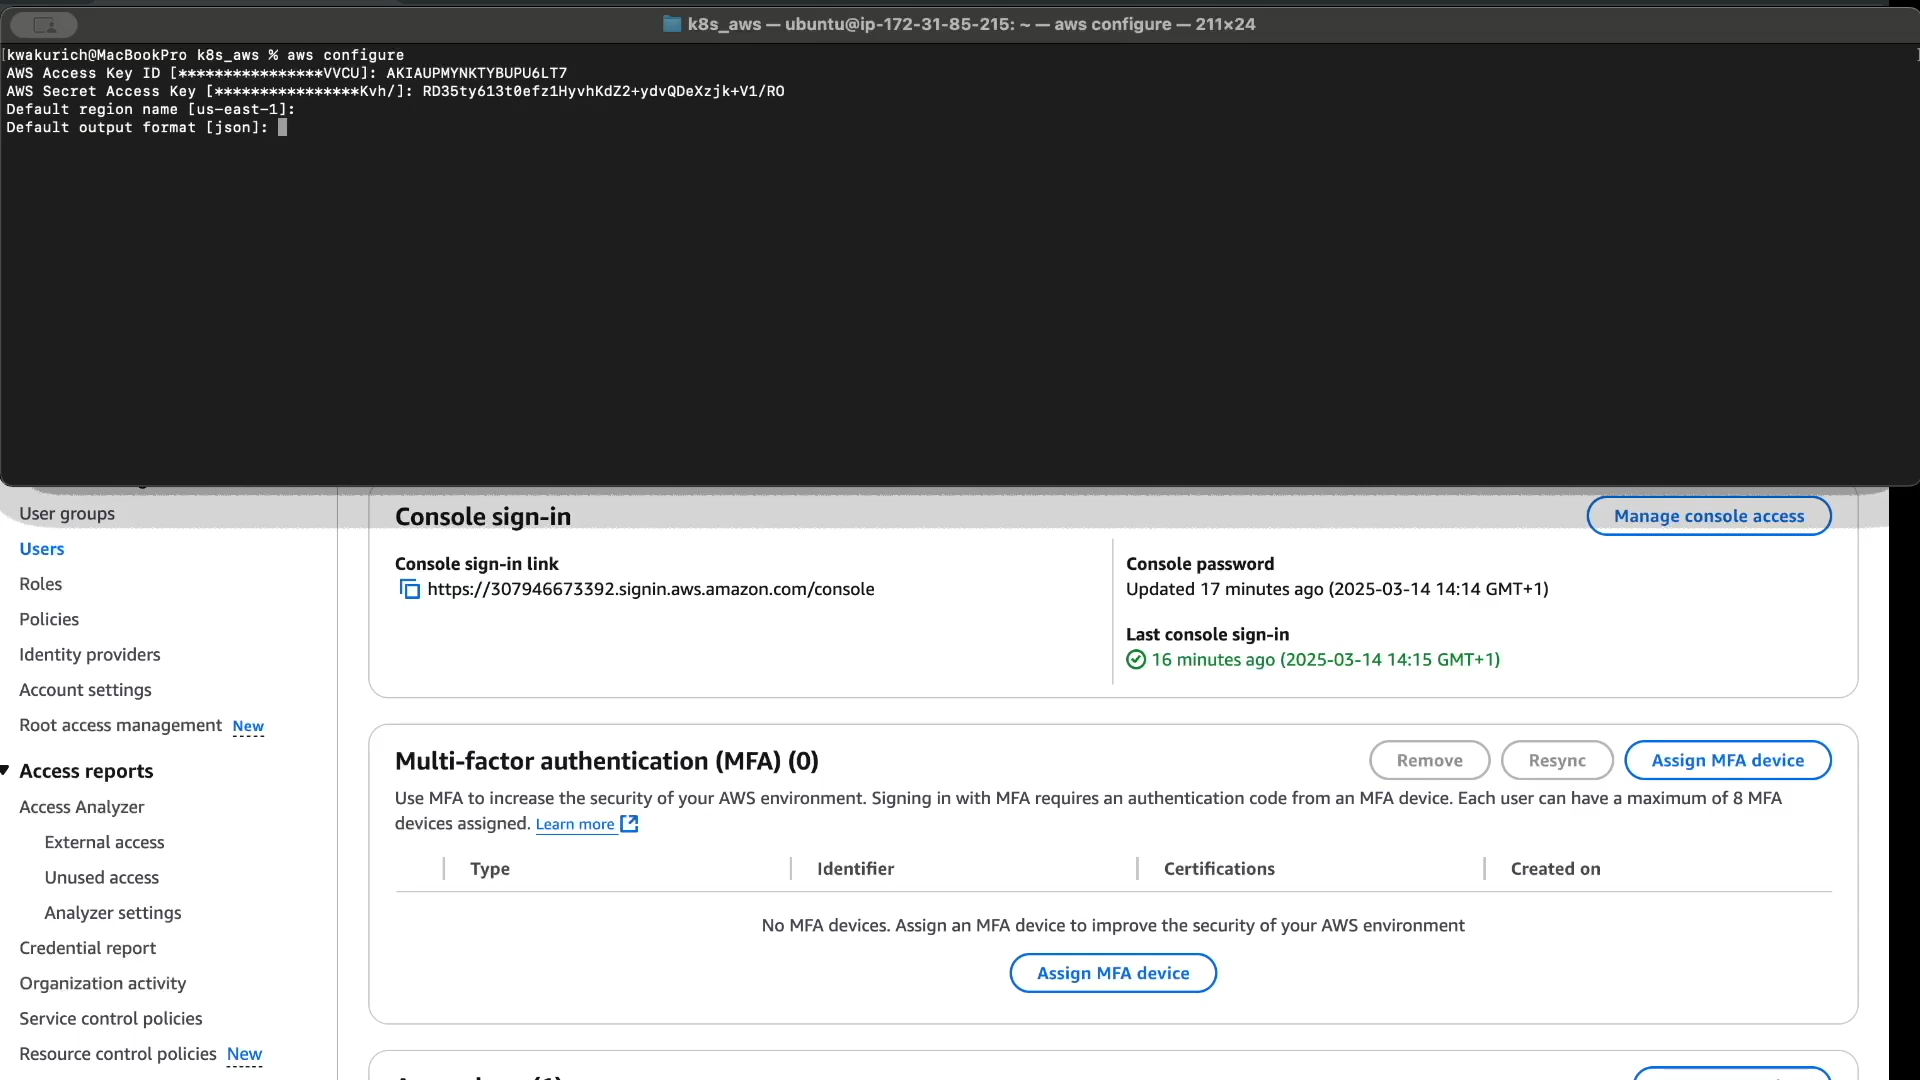 k8s_aws — ubuntu@ip-172-31-85-215: ~ — aws configure — 211×24
kwakurich@MacBookPro k8s_aws % aws configure
AWS Access Key ID [****************VVCU]: AKIAUPMYNKTYBUPU6LT7
AWS Secret Access Key [****************Kvh/]: 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
Default region name [us-east-1]:
Default output format [json]:
User groups
Users
Roles
Policies
Identity providers
Account settings
Root access management New
Access reports
Access Analyzer
External access
Unused access
Analyzer settings
Credential report
Organization activity
Service control policies
Resource control policies New
Console sign-in
Manage console access
Console sign-in link
https://307946673392.signin.aws.amazon.com/console
Console password
Updated 17 minutes ago (2025-03-14 14:14 GMT+1)
Last console sign-in
16 minutes ago (2025-03-14 14:15 GMT+1)
Multi-factor authentication (MFA) (0)
Remove
Resync
Assign MFA device
Use MFA to increase the security of your AWS environment. Signing in with MFA requires an authentication code from an MFA device. Each user can have a maximum of 8 MFA
devices assigned. Learn more
Type
Identifier
Certifications
Created on
No MFA devices. Assign an MFA device to improve the security of your AWS environment
Assign MFA device